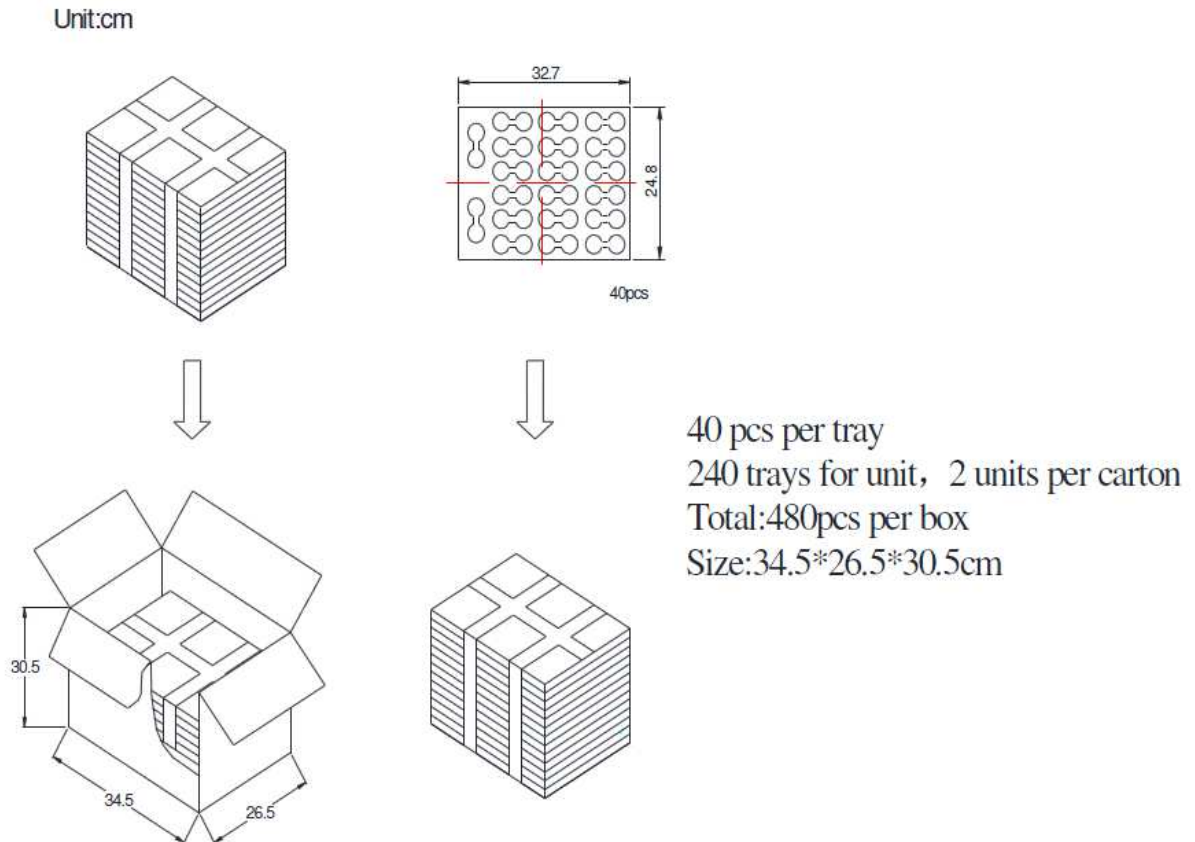 Unit:cm
32.7
24.8
40pcs
40 pcs per tray
240 trays for unit，2 units per carton
Total:480pcs per box
Size:34.5*26.5*30.5cm
30.5
34.5
26.5